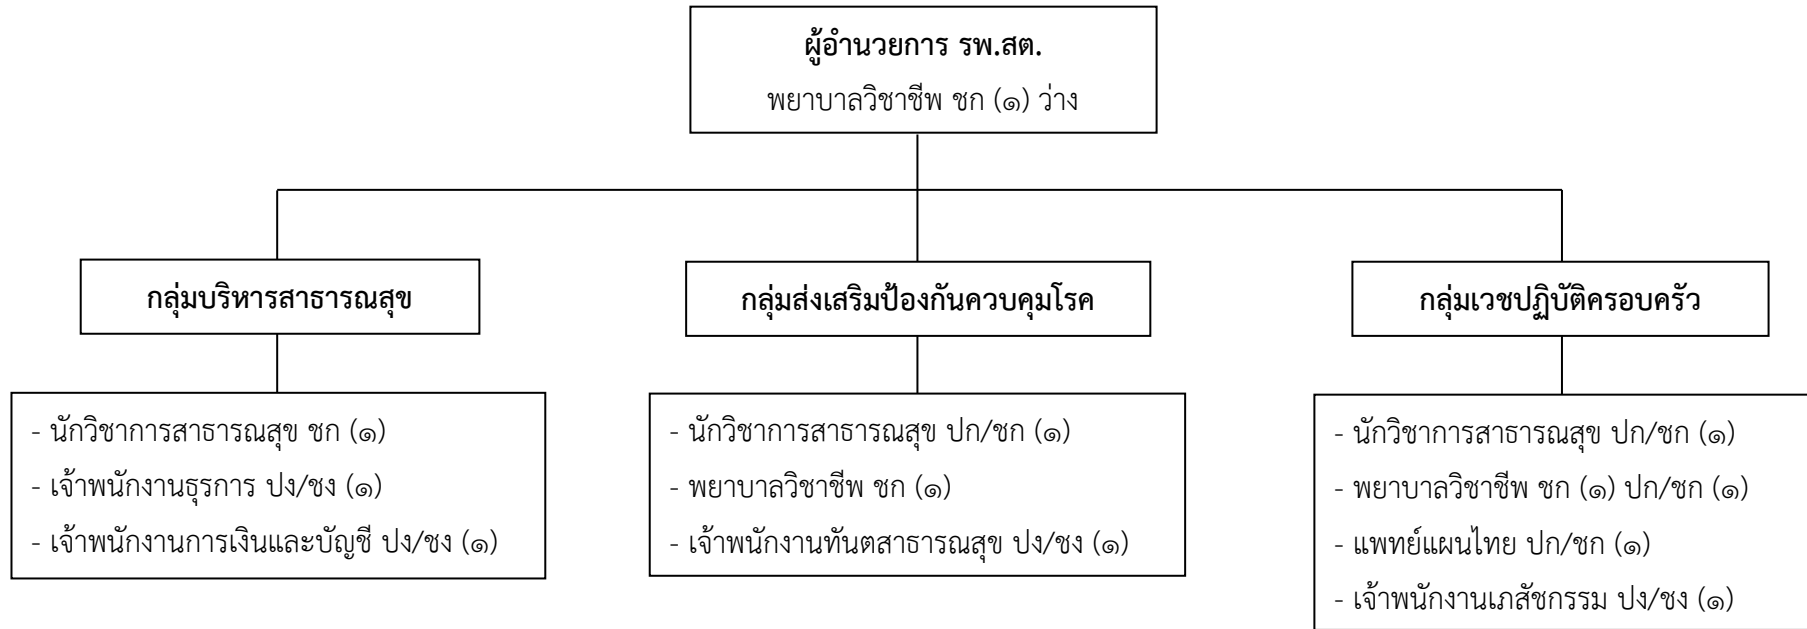 ผู้อำนวยการ รพ.สต.
พยาบาลวิชาชีพ ชก (๑) ว่าง
กลุ่มบริหารสาธารณสุข
- นักวิชาการสาธารณสุข ชก (๑)
- เจ้าพนักงานธุรการ ปง/ชง (๑)
- เจ้าพนักงานการเงินและบัญชี ปง/ชง (๑)
กลุ่มส่งเสริมป้องกันควบคุมโรค
- นักวิชาการสาธารณสุข ปก/ชก (๑)
- พยาบาลวิชาชีพ ชก (๑)
- เจ้าพนักงานทันตสาธารณสุข ปง/ชง (๑)
กลุ่มเวชปฏิบัติครอบครัว
- นักวิชาการสาธารณสุข ปก/ชก (๑)
- พยาบาลวิชาชีพ ชก (๑) ปก/ชก (๑)
- แพทย์แผนไทย ปก/ชก (๑)
- เจ้าพนักงานเภสัชกรรม ปง/ชง (๑)